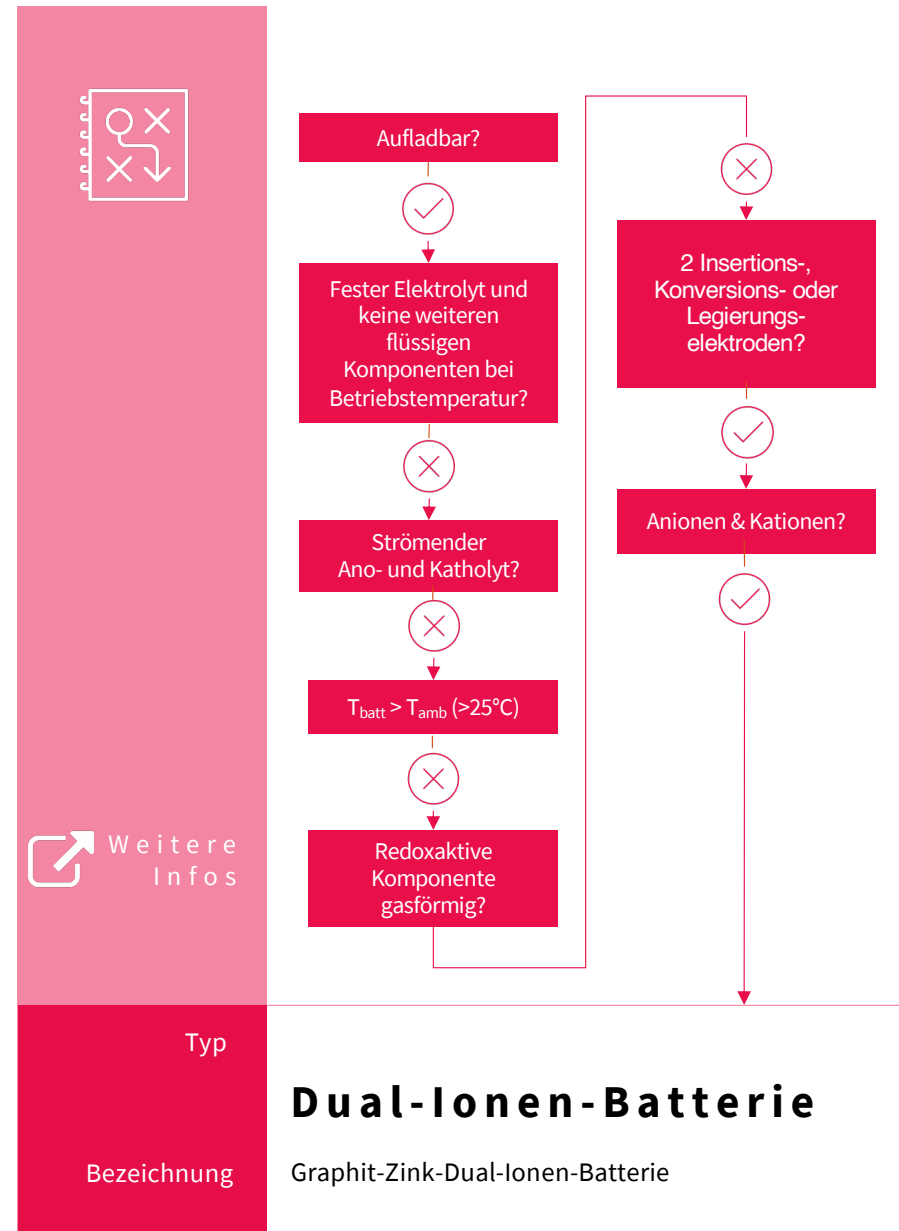 Aufladbar?
Fester Elektrolyt und
keine weiteren
flüssigen
Komponenten bei
Betriebstemperatur?
Strömender
Ano- und Katholyt?
T_batt > T_amb (>25°C)
Redoxaktive
Komponente
gasförmig?
2 Insertions-,
Konversions- oder
Legierungs-
elektroden?
Anionen & Kationen?
Weitere
Infos
Typ
Dual-Ionen-Batterie
Bezeichnung
Graphit-Zink-Dual-Ionen-Batterie